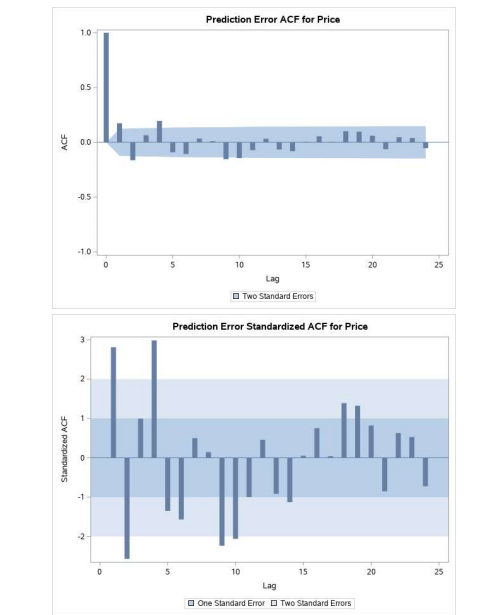 Prediction Error ACF for Price
1.0
0.5
0.0
-0.5
-1.0
ACF
0 5 10 15 20 25
Lag
Two Standard Errors
Prediction Error Standardized ACF for Price
3
2
1
0
-1
-2
Standardized ACF
0 5 10 15 20 25
Lag
One Standard Error Two Standard Errors